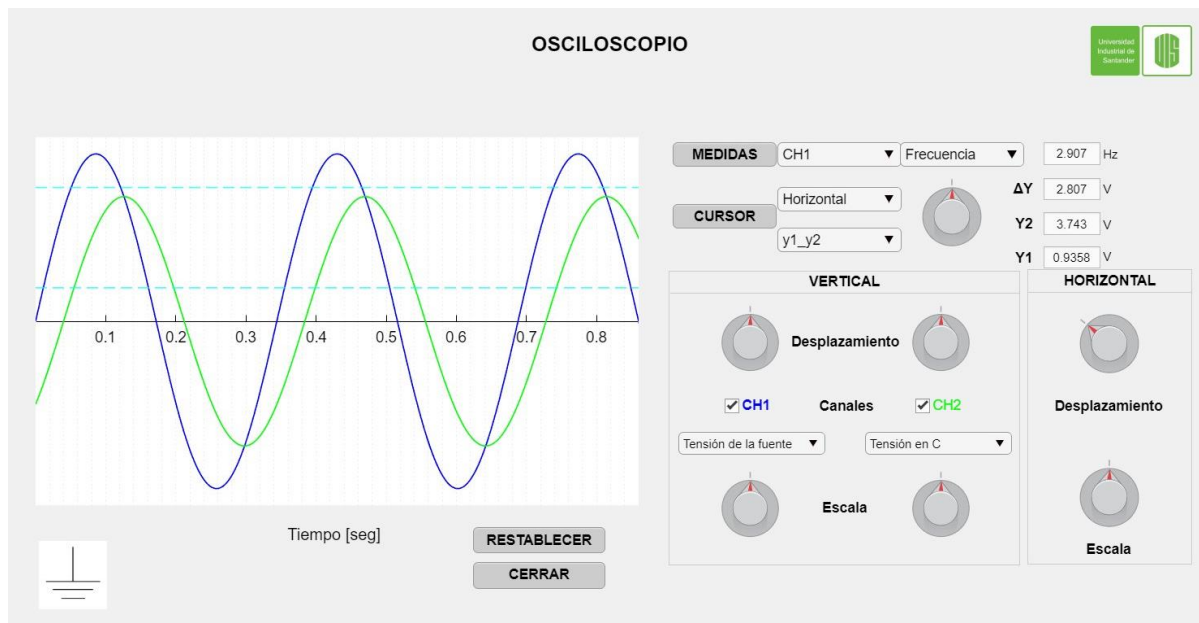 OSCILOSCOPIO
Universidad
Industrial de
Santander
MEDIDAS CH1 Frecuencia 2.907 Hz
Horizontal ΔY 2.807 V
CURSOR Y2 3.743 V
y1_y2 Y1 0.9358 V
VERTICAL HORIZONTAL
0.1 0.2 0.3 0.4 0.5 0.6 0.7 0.8
Desplazamiento
CH1 Canales CH2 Desplazamiento
Tensión de la fuente Tensión en C
Escala
Tiempo [seg] RESTABLECER
Escala
CERRAR